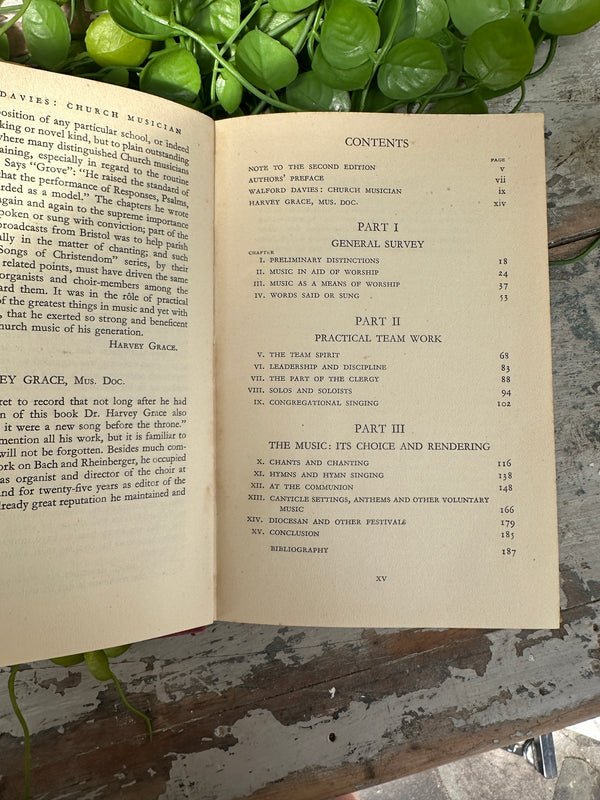 DAVIES: CHURCH MUSICIAN
position of any particular school, or indeed
king or novel kind, but to plain outstanding
where many distinguished Church musicians
aining, especially in regard to the routine
Says "Grove": "He raised the standard of
that the performance of Responses, Psalms,
rded as a model." The chapters he wrote
again and again to the supreme importance
poken or sung with conviction; part of the
broadcasts from Bristol was to help parish
ally in the matter of chanting; and such
Songs of Christendom" series, by their
related points, must have driven the same
organists and choir-members among the
ard them. It was in the rôle of practical
of the greatest things in music and yet with
, that he exerted so strong and beneficent
church music of his generation.
HARVEY GRACE.
EY GRACE, MUS. DOC.
ret to record that not long after he had
n of this book Dr. Harvey Grace also
it were a new song before the throne."
mention all his work, but it is familiar to
will not be forgotten. Besides much com-
ork on Bach and Rheinberger, he occupied
as organist and director of the choir at
nd for twenty-five years as editor of the
lready great reputation he maintained and
CONTENTS
PAGE
NOTE TO THE SECOND EDITION v
AUTHORS' PREFACE vii
WALFORD DAVIES: CHURCH MUSICIAN ix
HARVEY GRACE, MUS. DOC. xiv
PART I
GENERAL SURVEY
CHAPTER
I. PRELIMINARY DISTINCTIONS 18
II. MUSIC IN AID OF WORSHIP 24
III. MUSIC AS A MEANS OF WORSHIP 37
IV. WORDS SAID OR SUNG 53
PART II
PRACTICAL TEAM WORK
V. THE TEAM SPIRIT 68
VI. LEADERSHIP AND DISCIPLINE 83
VII. THE PART OF THE CLERGY 88
VIII. SOLOS AND SOLOISTS 94
IX. CONGREGATIONAL SINGING 102
PART III
THE MUSIC: ITS CHOICE AND RENDERING
X. CHANTS AND CHANTING 116
XI. HYMNS AND HYMN SINGING 138
XII. AT THE COMMUNION 148
XIII. CANTICLE SETTINGS, ANTHEMS AND OTHER VOLUNTARY
MUSIC 166
XIV. DIOCESAN AND OTHER FESTIVALS 179
XV. CONCLUSION 185
BIBLIOGRAPHY 187
xv